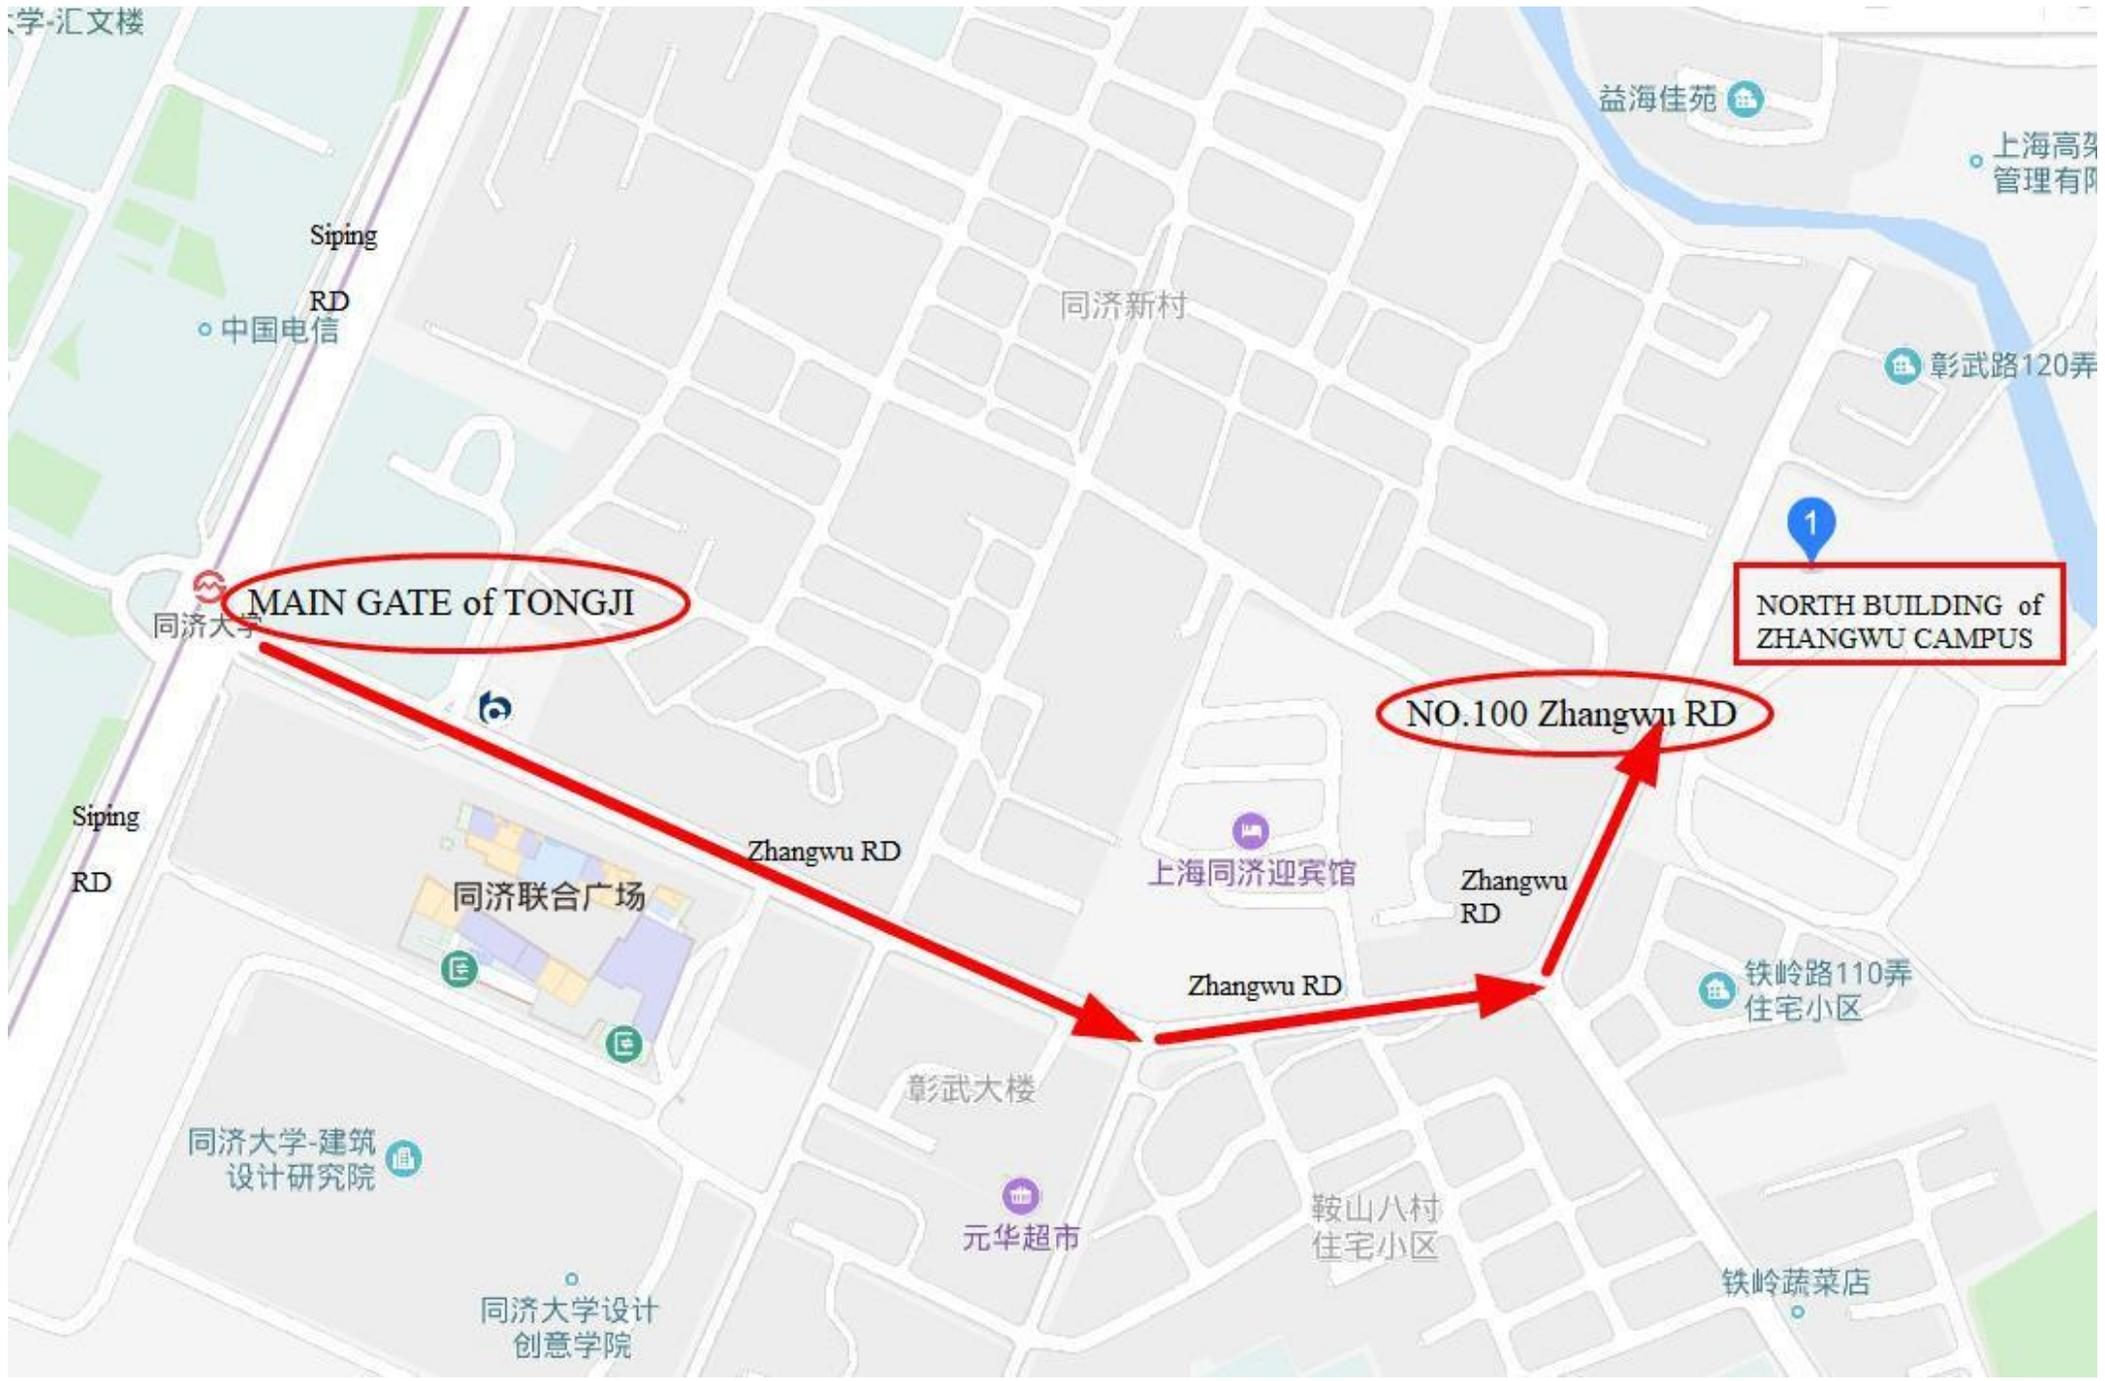 学-汇文楼
益海佳苑
上海高架
管理有限
Siping
RD
中国电信
同济新村
彰武路120弄
1
MAIN GATE of TONGJI
同济大学
NORTH BUILDING of
ZHANGWU CAMPUS
NO.100 Zhangwu RD
Siping
RD
Zhangwu RD
上海同济迎宾馆
Zhangwu
RD
同济联合广场
Zhangwu RD
铁岭路110弄
住宅小区
彰武大楼
同济大学-建筑
设计研究院
元华超市
鞍山八村
住宅小区
铁岭蔬菜店
同济大学设计
创意学院